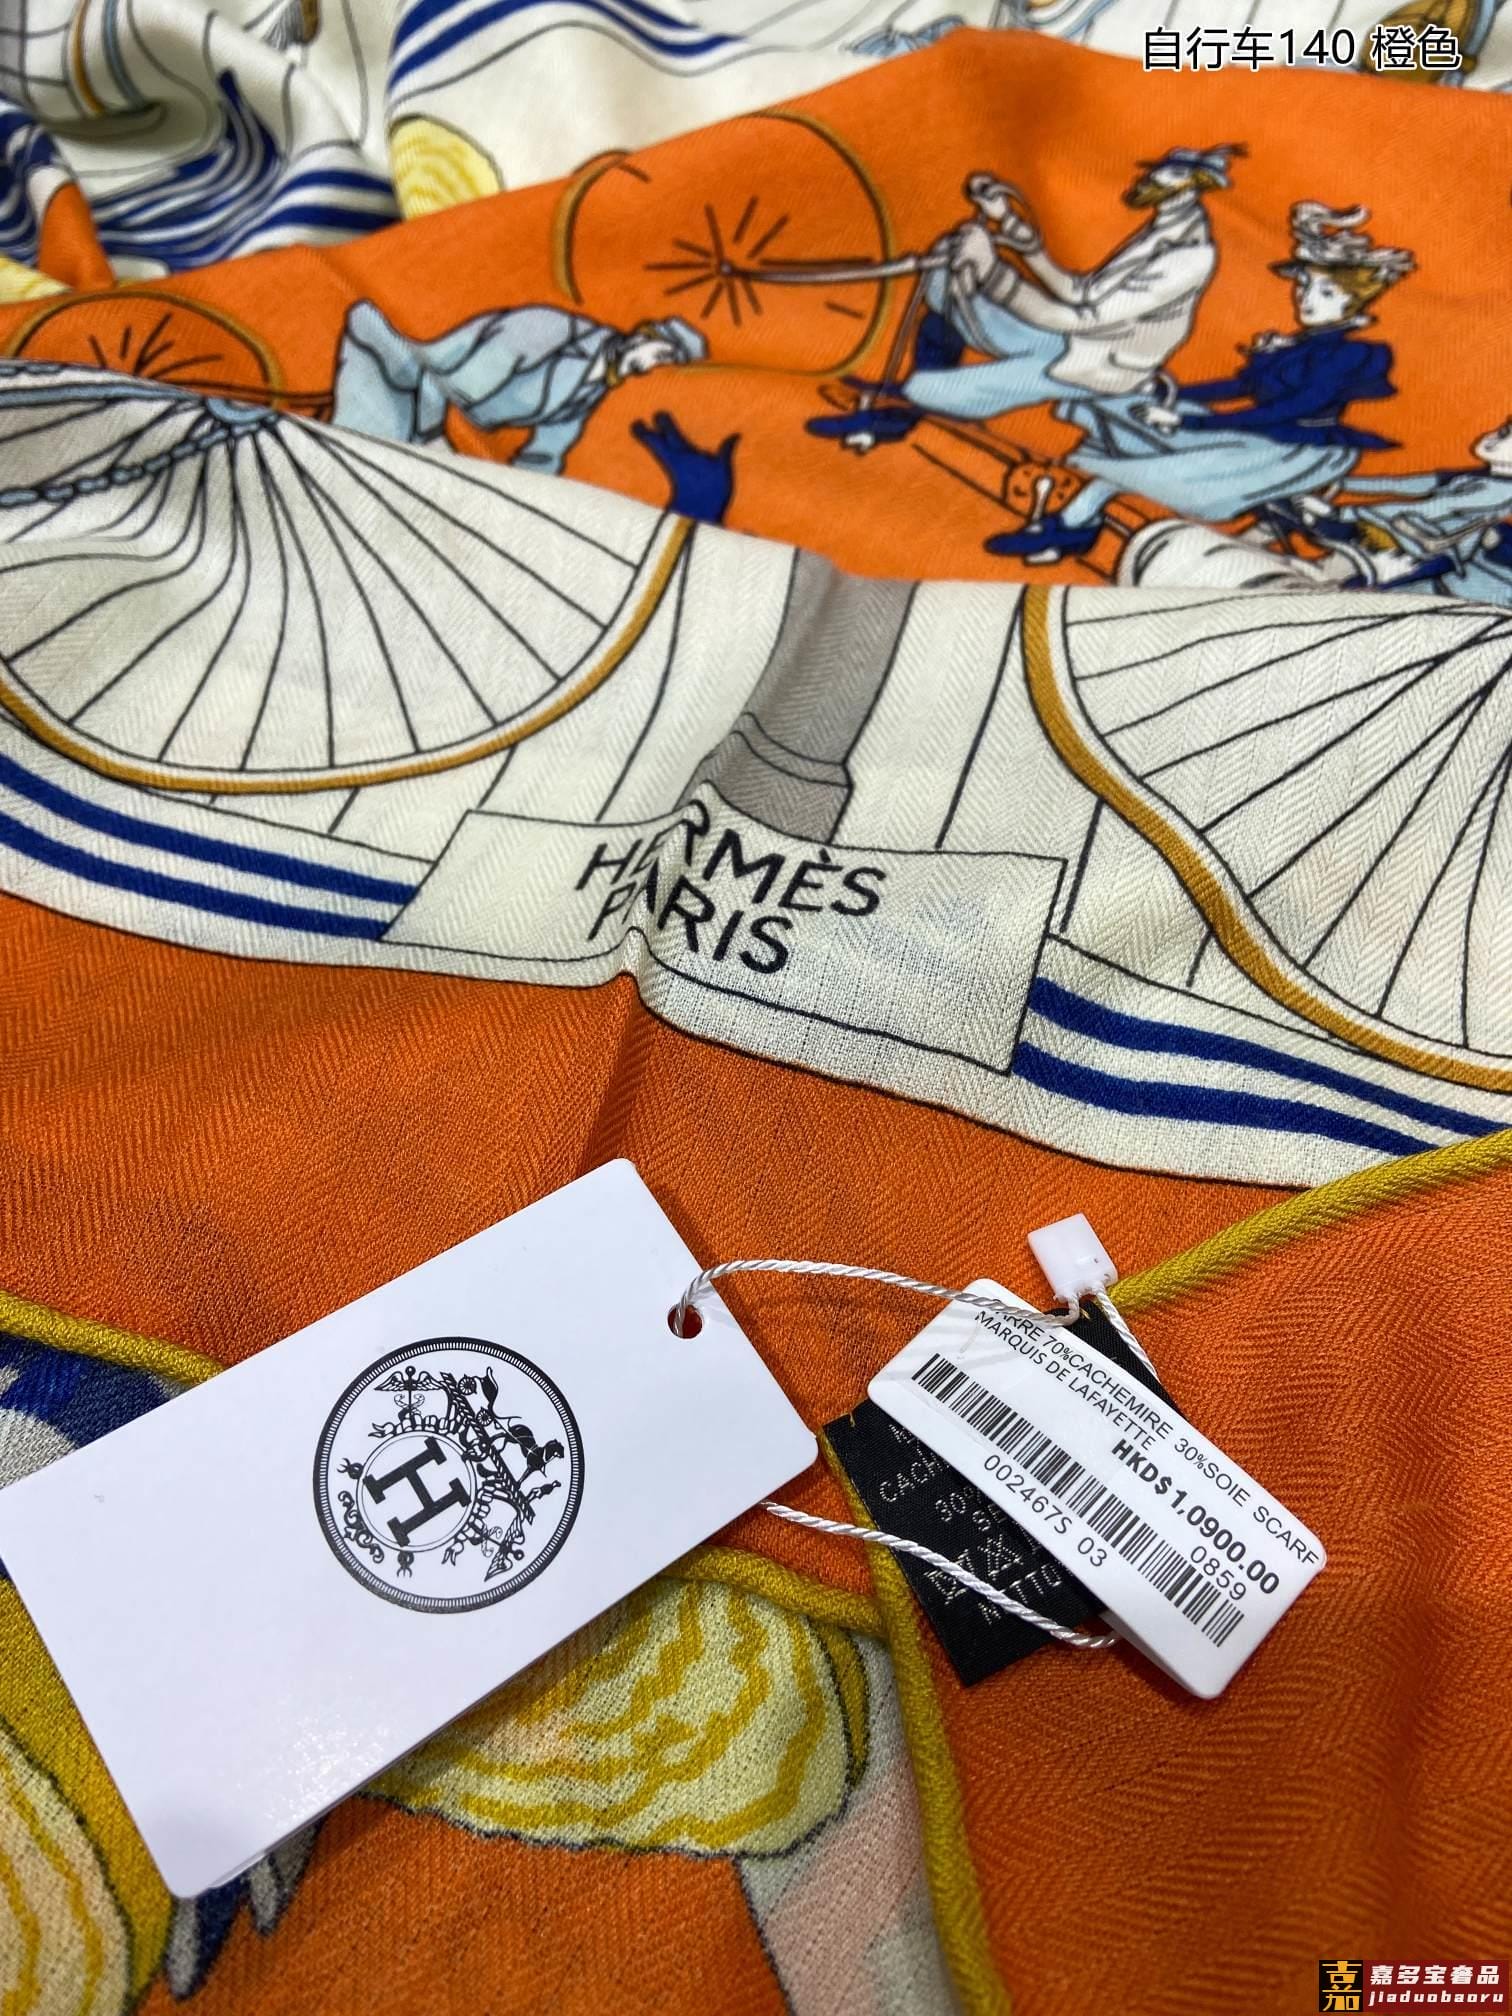 自行车140 橙色
HERMÈS
PARIS
H
70%CACHEMIRE 30%SOIE SCARF
MARQUIS DE LAFAYETTE
HKD$1,0900.00
0859
002467S 03
嘉多宝奢品
jiaduobaoru